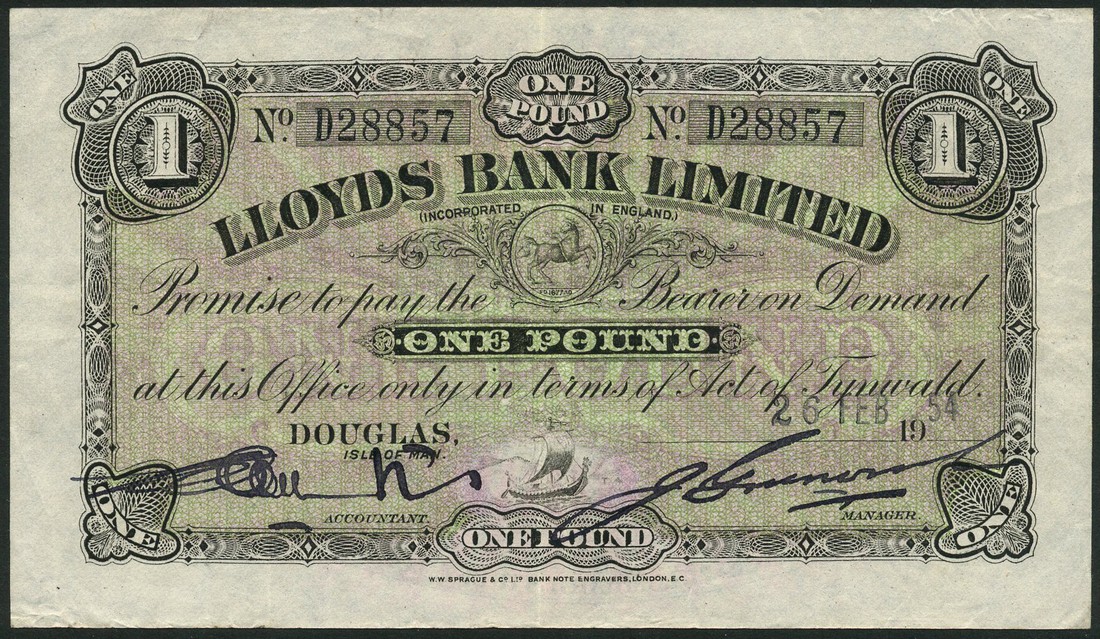 ONE
ONE POUND
ONE
1
No. D28857
No. D28857
1
LLOYDS BANK LIMITED
(INCORPORATED IN ENGLAND.)
Promise to pay the Bearer on Demand
ONE POUND
at this Office only in terms of Act of Tynwald.
26 FEB 1954
DOUGLAS,
ISLE OF MAN.
ACCOUNTANT.
MANAGER
ONE
ONE POUND
ONE
W.W. SPRAGUE & Co. LTD BANK NOTE ENGRAVERS, LONDON, E.C.